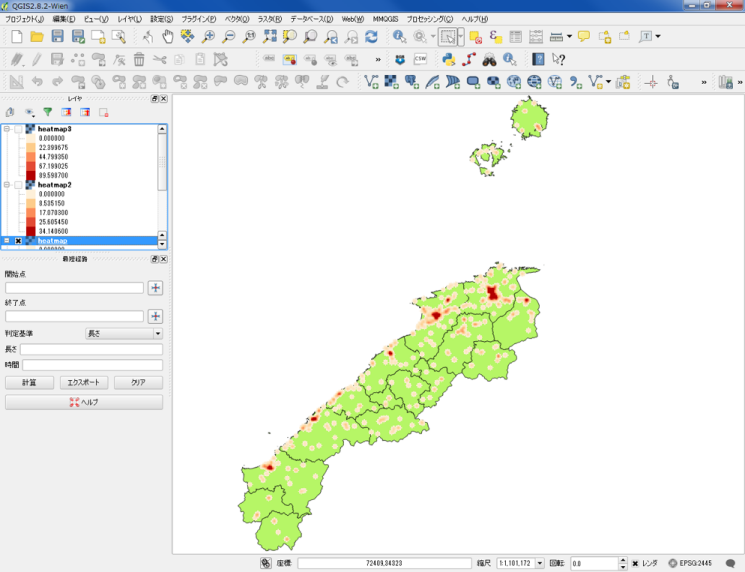 QGIS2.8.2-Wien
プロジェクト(J) 編集(E) ビュー(V) レイヤ(L) 設定(S) プラグイン(P) ベクタ(O) ラスタ(R) データベース(D) Web(W) MMQGIS プロセッシング(C) ヘルプ(H)
レイヤ
heatmap3
0.000000
22.399675
44.799350
67.199025
89.598700
heatmap2
0.000000
8.535150
17.070300
25.605450
34.140600
heatmap
最短経路
開始点
終了点
判定基準 長さ
長さ
時間
計算 エクスポート クリア
ヘルプ
座標: 72409,34323 縮尺 1:1,101,172 回転: 0.0 レンダ EPSG:2445